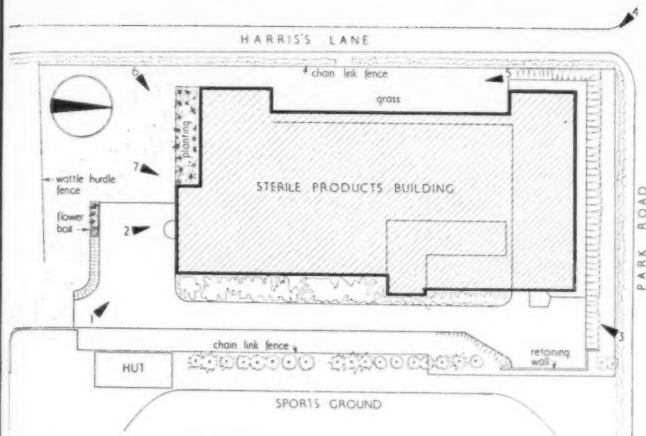 4
HARRIS'S LANE
6
chain link fence
5
grass
planting
7
wattle hurdle
fence
STERILE PRODUCTS BUILDING
flower
box
2
PARK ROAD
1
3
chain link fence
retaining
wall
HUT
SPORTS GROUND